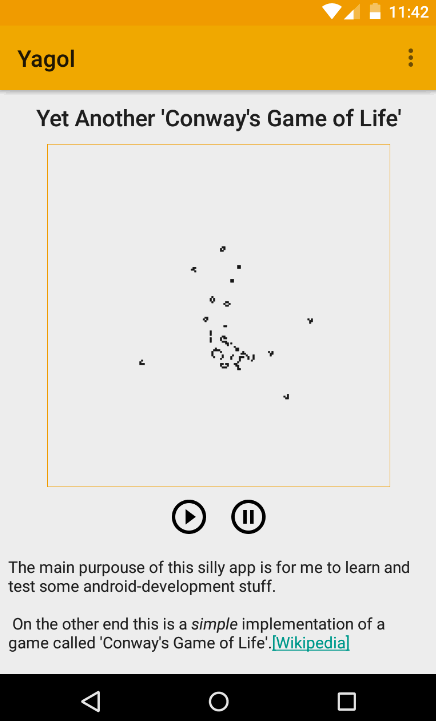 11:42
Yagol
Yet Another 'Conway's Game of Life'
The main purpouse of this silly app is for me to learn and
test some android-development stuff.
On the other end this is a simple implementation of a
game called 'Conway's Game of Life'.[Wikipedia]